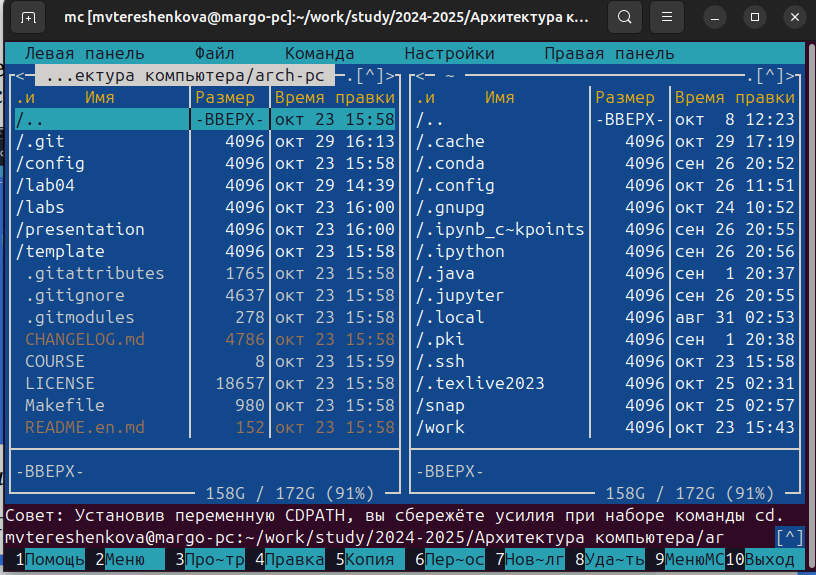 mc [mvtereshenkova@margo-pc]:~/work/study/2024-2025/Архитектура к...
Левая панель Файл Команда Настройки Правая панель
<- ...ектура компьютера/arch-pc .[^]> <- ~ .[^]>
.и Имя Размер Время правки .и Имя Размер Время правки
/.. -ВВЕРХ- окт 23 15:58 /.. -ВВЕРХ- окт 8 12:23
/.git 4096 окт 29 16:13 /.cache 4096 окт 29 17:19
/config 4096 окт 23 15:58 /.conda 4096 сен 26 20:52
/lab04 4096 окт 29 14:39 /.config 4096 сен 26 11:51
/labs 4096 окт 23 16:00 /.gnupg 4096 окт 24 10:52
/presentation 4096 окт 23 16:00 /.ipynb_c~kpoints 4096 сен 26 20:55
/template 4096 окт 23 15:58 /.ipython 4096 сен 26 20:56
.gitattributes 1765 окт 23 15:58 /.java 4096 сен 1 20:37
.gitignore 4637 окт 23 15:58 /.jupyter 4096 сен 26 20:55
.gitmodules 278 окт 23 15:58 /.local 4096 авг 31 02:53
CHANGELOG.md 4786 окт 23 15:58 /.pki 4096 сен 1 20:38
COURSE 8 окт 23 15:59 /.ssh 4096 окт 23 15:58
LICENSE 18657 окт 23 15:58 /.texlive2023 4096 окт 25 02:31
Makefile 980 окт 23 15:58 /snap 4096 окт 25 02:57
README.en.md 152 окт 23 15:58 /work 4096 окт 23 15:43
-ВВЕРХ- -ВВЕРХ-
158G / 172G (91%) 158G / 172G (91%)
Совет: Установив переменную CDPATH, вы сбережёте усилия при наборе команды cd.
mvtereshenkova@margo-pc:~/work/study/2024-2025/Архитектура компьютера/ar [^]
1Помощь 2Меню 3Про~тр 4Правка 5Копия 6Пер~ос 7Нов~лг 8Уда~ть 9МенюMC 10Выход